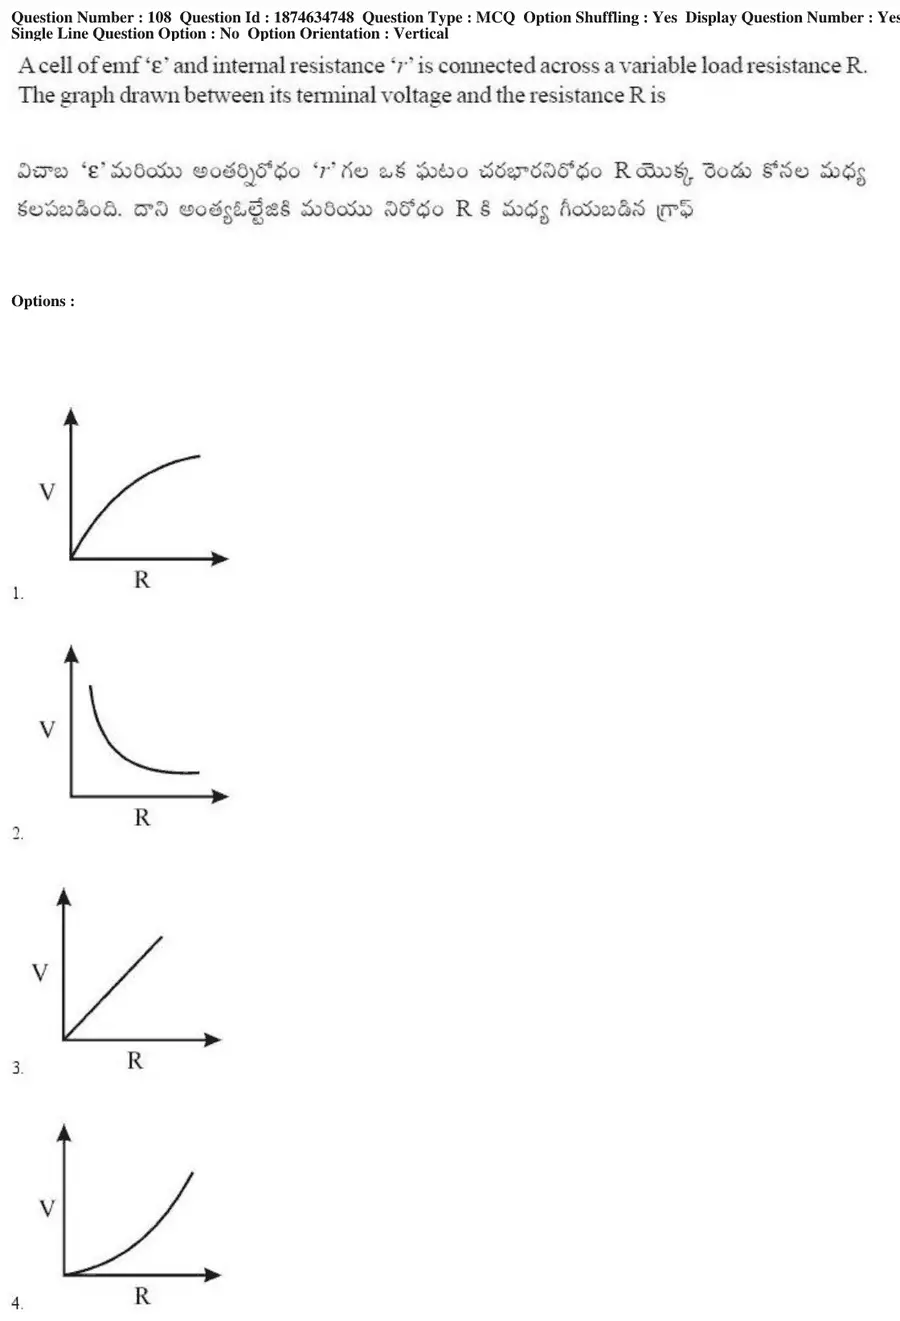 Question Number : 108 Question Id : 1874634748 Question Type : MCQ Option Shuffling : Yes Display Question Number : Yes
Single Line Question Option : No Option Orientation : Vertical
A cell of emf ‘ε’ and internal resistance ‘r’ is connected across a variable load resistance R.
The graph drawn between its terminal voltage and the resistance R is
విచాబ ‘ε’ మరియు అంతర్నిరోధం ‘r’ గల ఒక ఘటం చరభారనిరోధం R యొక్క రెండు కోనల మధ్య
కలపబడింది. దాని అంత్యఓల్టేజికి మరియు నిరోధం R కి మధ్య గీయబడిన గ్రాఫ్
Options :
V
R
1.
V
R
2.
V
R
3.
V
R
4.